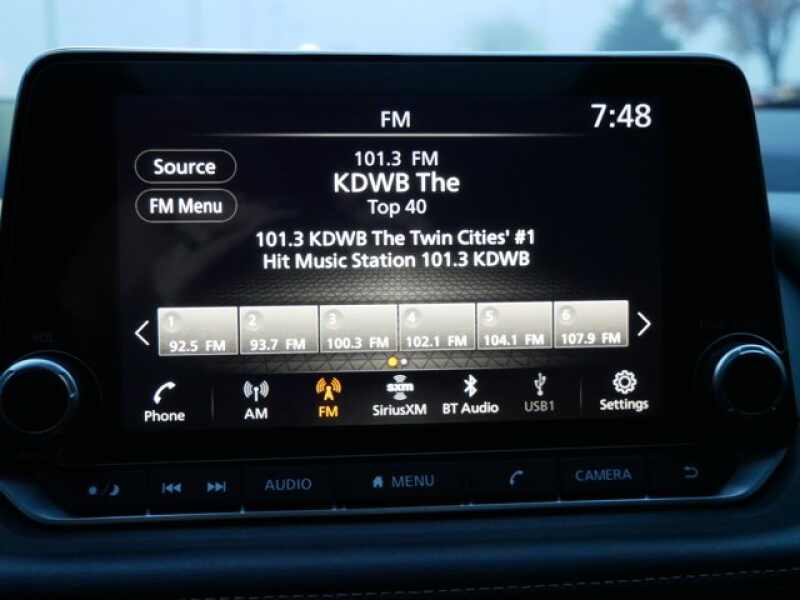 FM
7:48
Source
FM Menu
101.3 FM
KDWB The
Top 40
101.3 KDWB The Twin Cities' #1
Hit Music Station 101.3 KDWB
1
92.5 FM
2
93.7 FM
3
100.3 FM
4
102.1 FM
5
104.1 FM
6
107.9 FM
Phone
AM
FM
sxm
SiriusXM
BT Audio
USB1
Settings
VOL
AUDIO
MENU
CAMERA